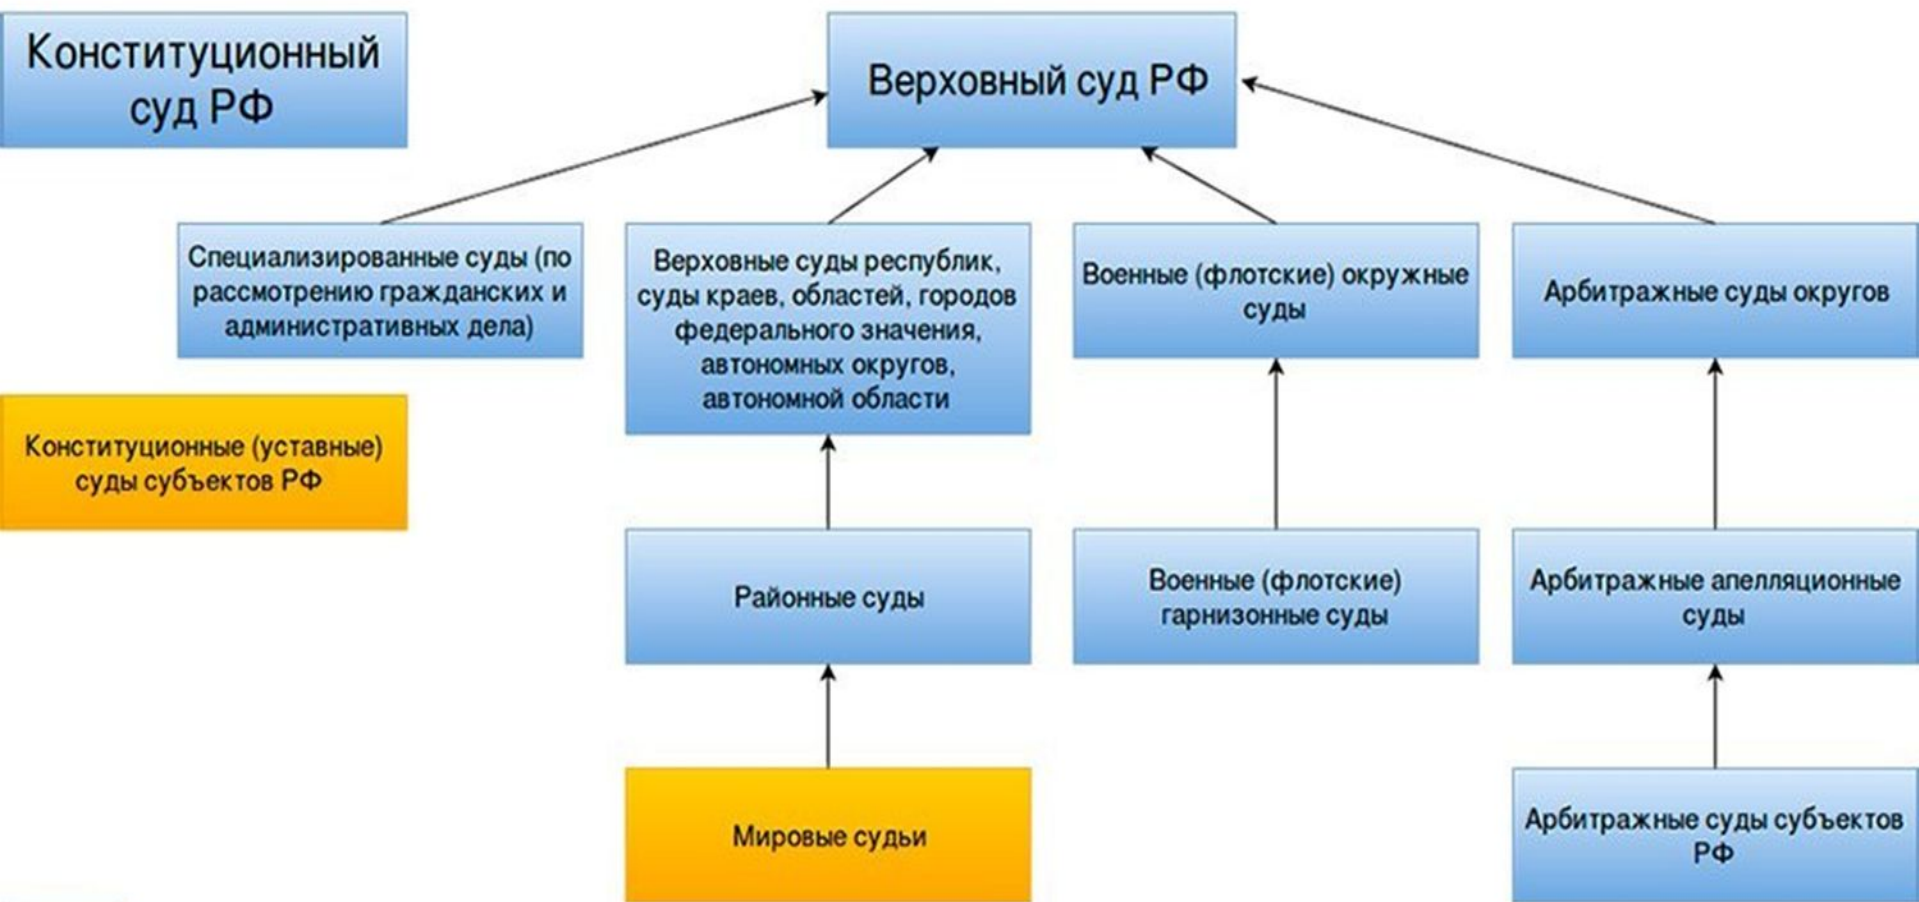 Конституционный
суд РФ
Верховный суд РФ
Специализированные суды (по
рассмотрению гражданских и
административных дела)
Верховные суды республик,
суды краев, областей, городов
федерального значения,
автономных округов,
автономной области
Военные (флотские) окружные
суды
Арбитражные суды округов
Конституционные (уставные)
суды субъектов РФ
Районные суды
Военные (флотские)
гарнизонные суды
Арбитражные апелляционные
суды
Мировые судьи
Арбитражные суды субъектов
РФ